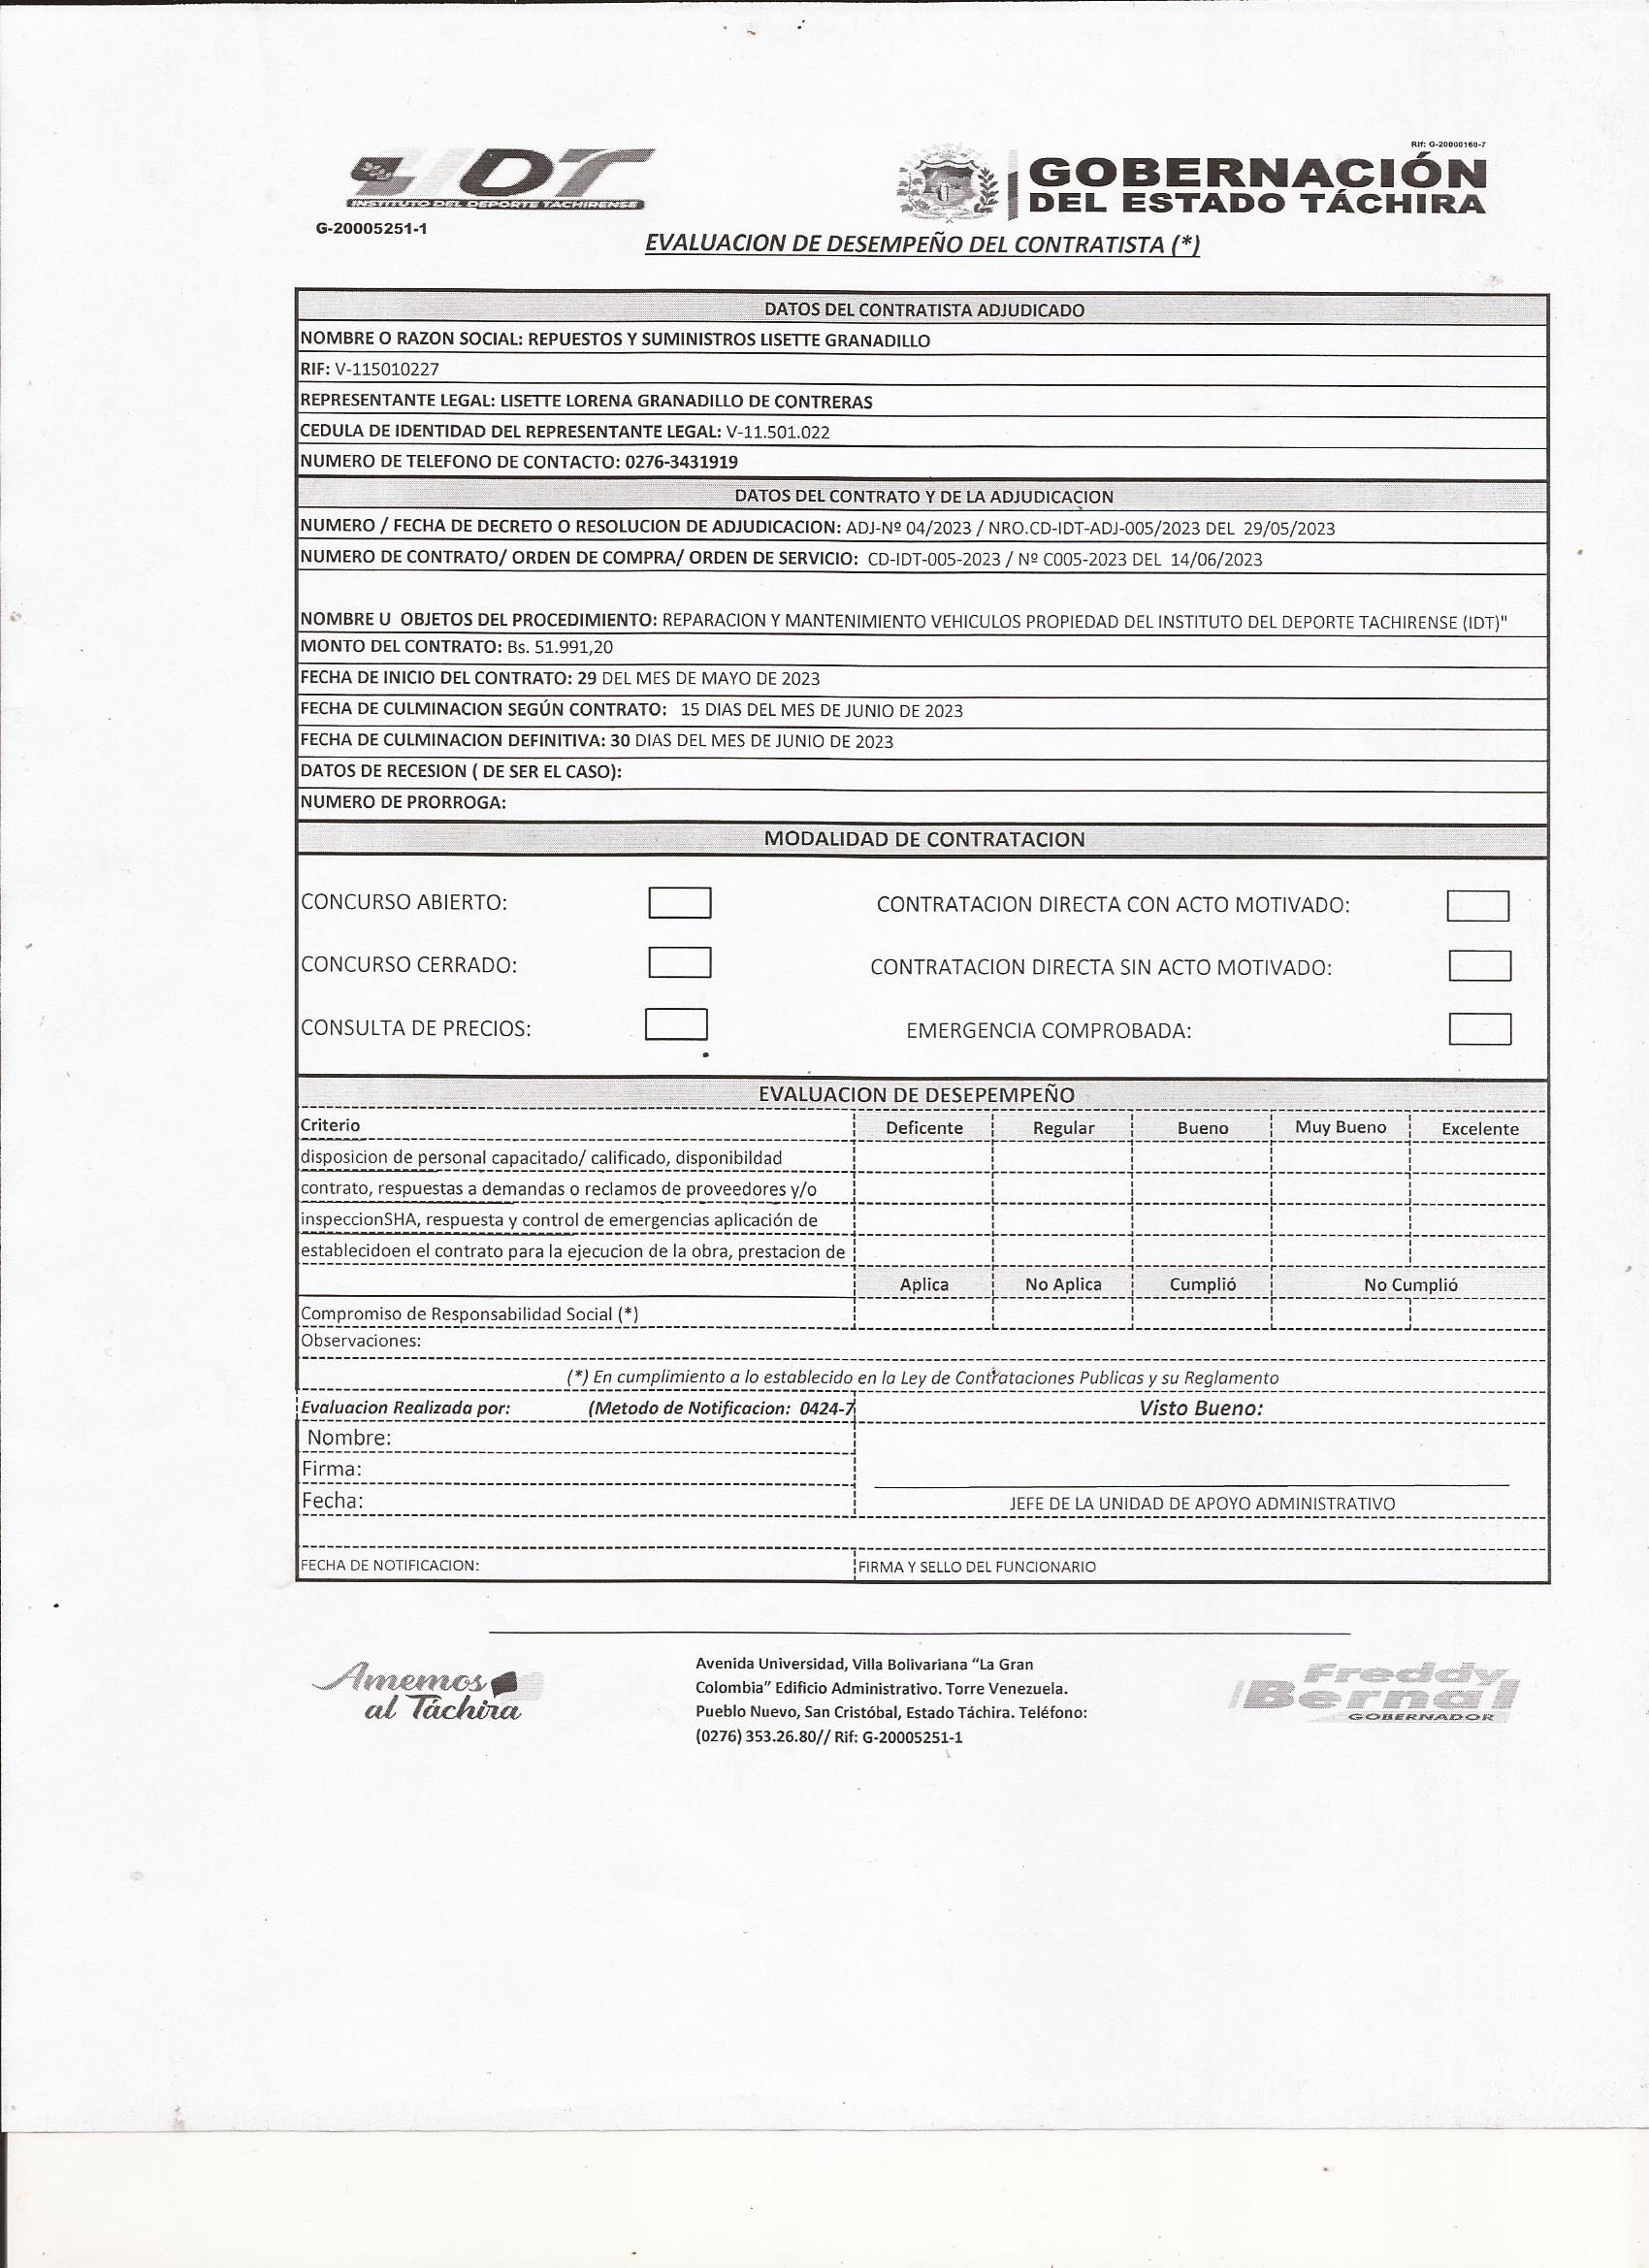 IDT
INSTITUTO DEL DEPORTE TACHIRENSE
G-20005251-1
Rif: G-20000160-7
GOBERNACIÓN
DEL ESTADO TÁCHIRA
EVALUACION DE DESEMPEÑO DEL CONTRATISTA (*)
DATOS DEL CONTRATISTA ADJUDICADO
NOMBRE O RAZON SOCIAL: REPUESTOS Y SUMINISTROS LISETTE GRANADILLO
RIF: V-115010227
REPRESENTANTE LEGAL: LISETTE LORENA GRANADILLO DE CONTRERAS
CEDULA DE IDENTIDAD DEL REPRESENTANTE LEGAL: V-11.501.022
NUMERO DE TELEFONO DE CONTACTO: 0276-3431919
DATOS DEL CONTRATO Y DE LA ADJUDICACION
NUMERO / FECHA DE DECRETO O RESOLUCION DE ADJUDICACION: ADJ-Nº 04/2023 / NRO.CD-IDT-ADJ-005/2023 DEL 29/05/2023
NUMERO DE CONTRATO/ ORDEN DE COMPRA/ ORDEN DE SERVICIO: CD-IDT-005-2023 / Nº C005-2023 DEL 14/06/2023
NOMBRE U OBJETOS DEL PROCEDIMIENTO: REPARACION Y MANTENIMIENTO VEHICULOS PROPIEDAD DEL INSTITUTO DEL DEPORTE TACHIRENSE (IDT)"
MONTO DEL CONTRATO: Bs. 51.991,20
FECHA DE INICIO DEL CONTRATO: 29 DEL MES DE MAYO DE 2023
FECHA DE CULMINACION SEGÚN CONTRATO: 15 DIAS DEL MES DE JUNIO DE 2023
FECHA DE CULMINACION DEFINITIVA: 30 DIAS DEL MES DE JUNIO DE 2023
DATOS DE RECESION ( DE SER EL CASO):
NUMERO DE PRORROGA:
MODALIDAD DE CONTRATACION
CONCURSO ABIERTO: CONTRATACION DIRECTA CON ACTO MOTIVADO:
CONCURSO CERRADO: CONTRATACION DIRECTA SIN ACTO MOTIVADO:
CONSULTA DE PRECIOS: EMERGENCIA COMPROBADA:
EVALUACION DE DESEPEMPEÑO
Criterio Deficente Regular Bueno Muy Bueno Excelente
disposicion de personal capacitado/ calificado, disponibildad
contrato, respuestas a demandas o reclamos de proveedores y/o
inspeccionSHA, respuesta y control de emergencias aplicación de
establecidoen el contrato para la ejecucion de la obra, prestacion de
Aplica No Aplica Cumplió No Cumplió
Compromiso de Responsabilidad Social (*)
Observaciones:
(*) En cumplimiento a lo establecido en la Ley de Contrataciones Publicas y su Reglamento
Evaluacion Realizada por: (Metodo de Notificacion: 0424-7 Visto Bueno:
Nombre:
Firma:
Fecha: JEFE DE LA UNIDAD DE APOYO ADMINISTRATIVO
FECHA DE NOTIFICACION: FIRMA Y SELLO DEL FUNCIONARIO
Amemos
al Táchira
Avenida Universidad, Villa Bolivariana “La Gran
Colombia” Edificio Administrativo. Torre Venezuela.
Pueblo Nuevo, San Cristóbal, Estado Táchira. Teléfono:
(0276) 353.26.80// Rif: G-20005251-1
Freddy
Bernal
GOBERNADOR